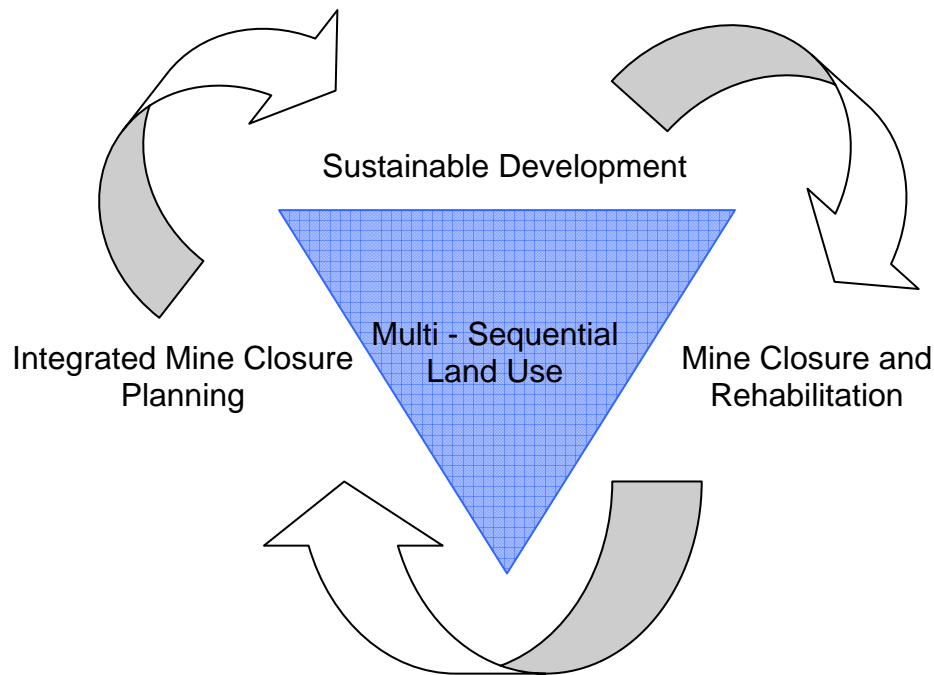 Sustainable Development
Multi - Sequential
Land Use
Integrated Mine Closure
Planning
Mine Closure and
Rehabilitation